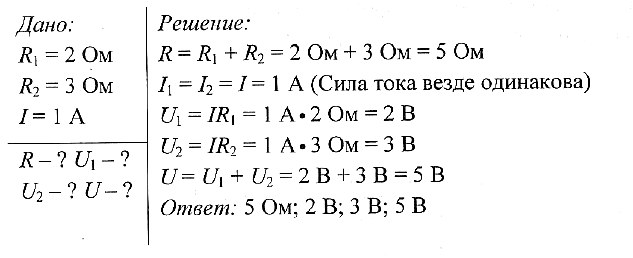 Дано:
R₁ = 2 Ом
R₂ = 3 Ом
I = 1 А
R – ? U₁ – ?
U₂ – ? U – ?
Решение:
R = R₁ + R₂ = 2 Ом + 3 Ом = 5 Ом
I₁ = I₂ = I = 1 А (Сила тока везде одинакова)
U₁ = IR₁ = 1 А • 2 Ом = 2 В
U₂ = IR₂ = 1 А • 3 Ом = 3 В
U = U₁ + U₂ = 2 В + 3 В = 5 В
Ответ: 5 Ом; 2 В; 3 В; 5 В